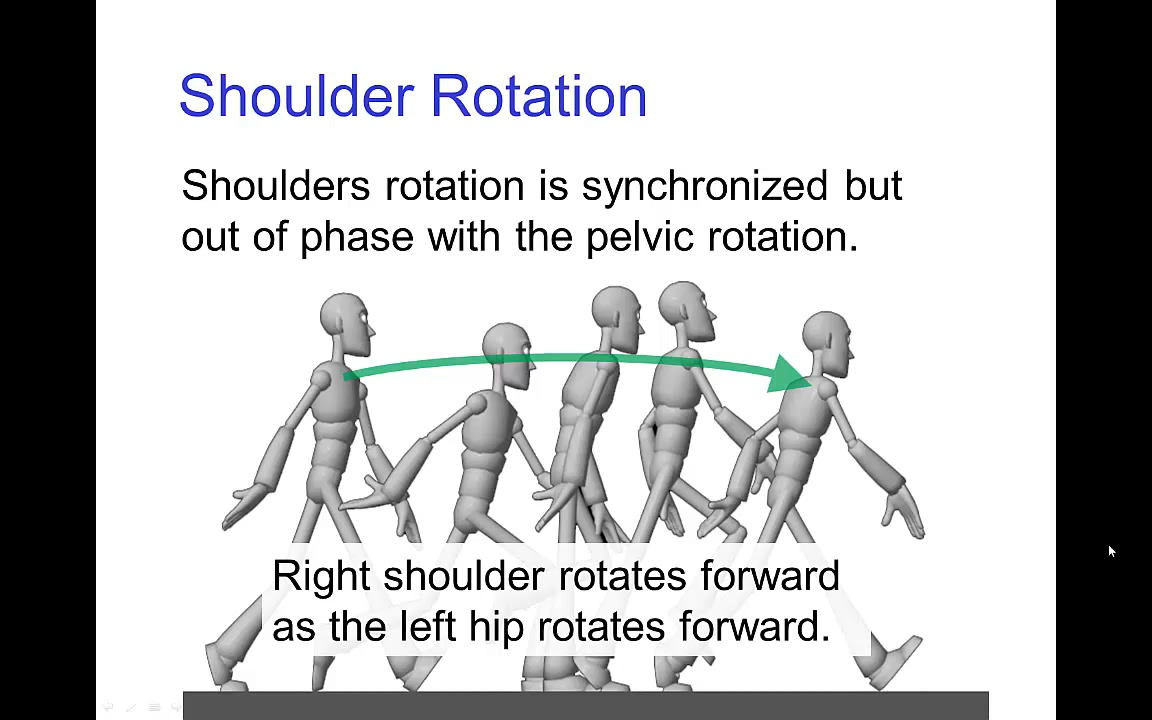 Shoulder Rotation
Shoulders rotation is synchronized but
out of phase with the pelvic rotation.
Right shoulder rotates forward
as the left hip rotates forward.